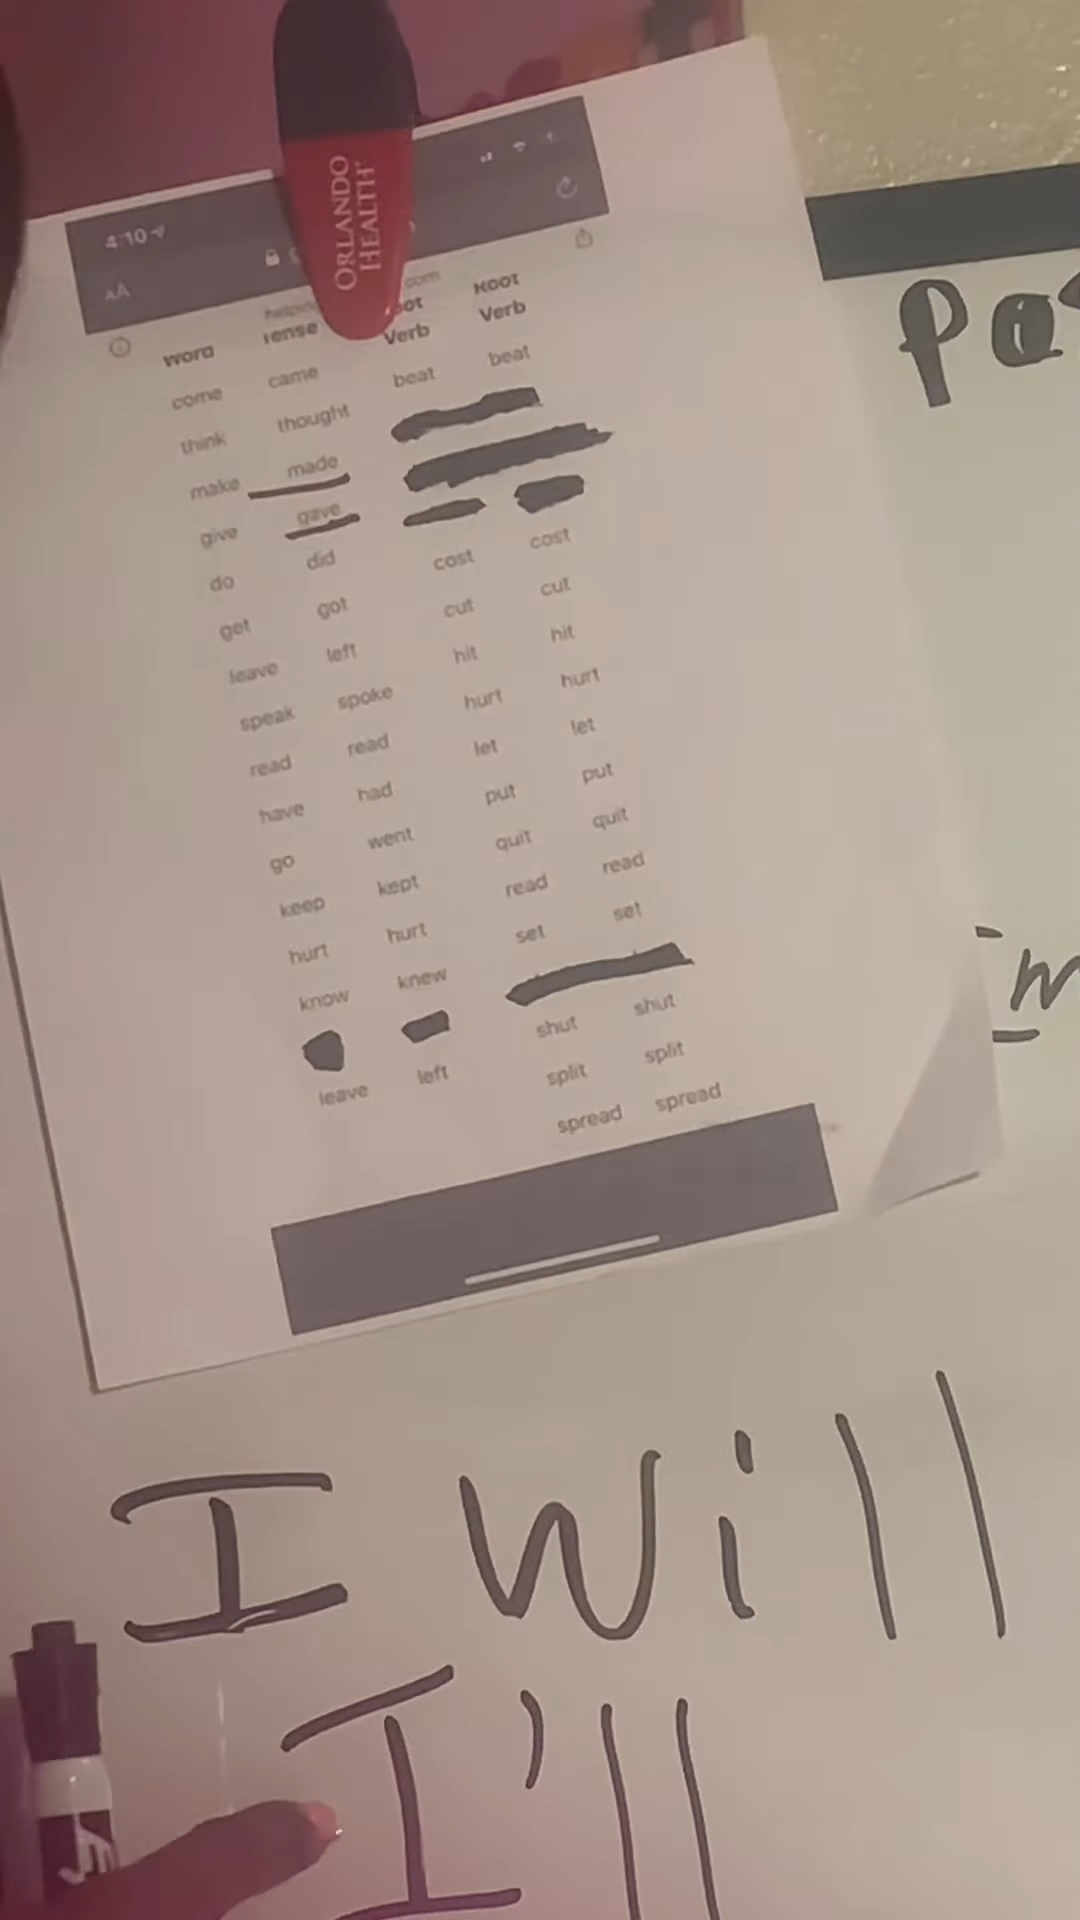 ORLANDO
HEALTH
4:10
AA
com
word tense Verb Root Verb
come came beat beat
think thought
make made
give gave
do did cost cost
get got cut cut
leave left hit hit
speak spoke hurt hurt
read read let let
have had put put
go went quit quit
keep kept read read
hurt hurt set set
know knew
shut shut
leave left split split
spread spread
I Will
I'll